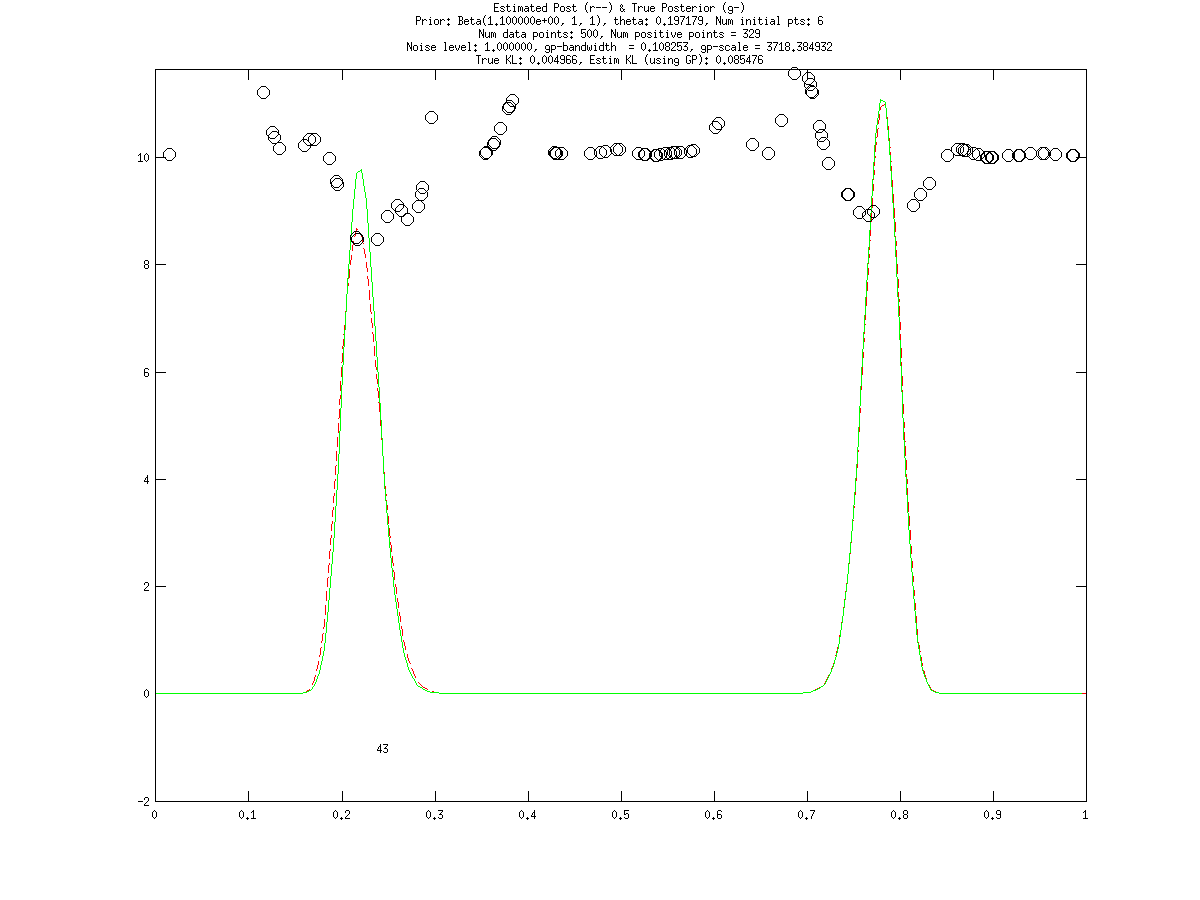 Estimated Post (r--) & True Posterior (g-)
Prior: Beta(1.100000e+00, 1, 1), theta: 0.197179, Num initial pts: 6
Num data points: 500, Num positive points = 329
Noise level: 1.000000, gp-bandwidth  = 0.108253, gp-scale = 3718.384932
True KL: 0.004966, Estim KL (using GP): 0.085476
10
8
6
4
2
0
43
-2
0 0.1 0.2 0.3 0.4 0.5 0.6 0.7 0.8 0.9 1